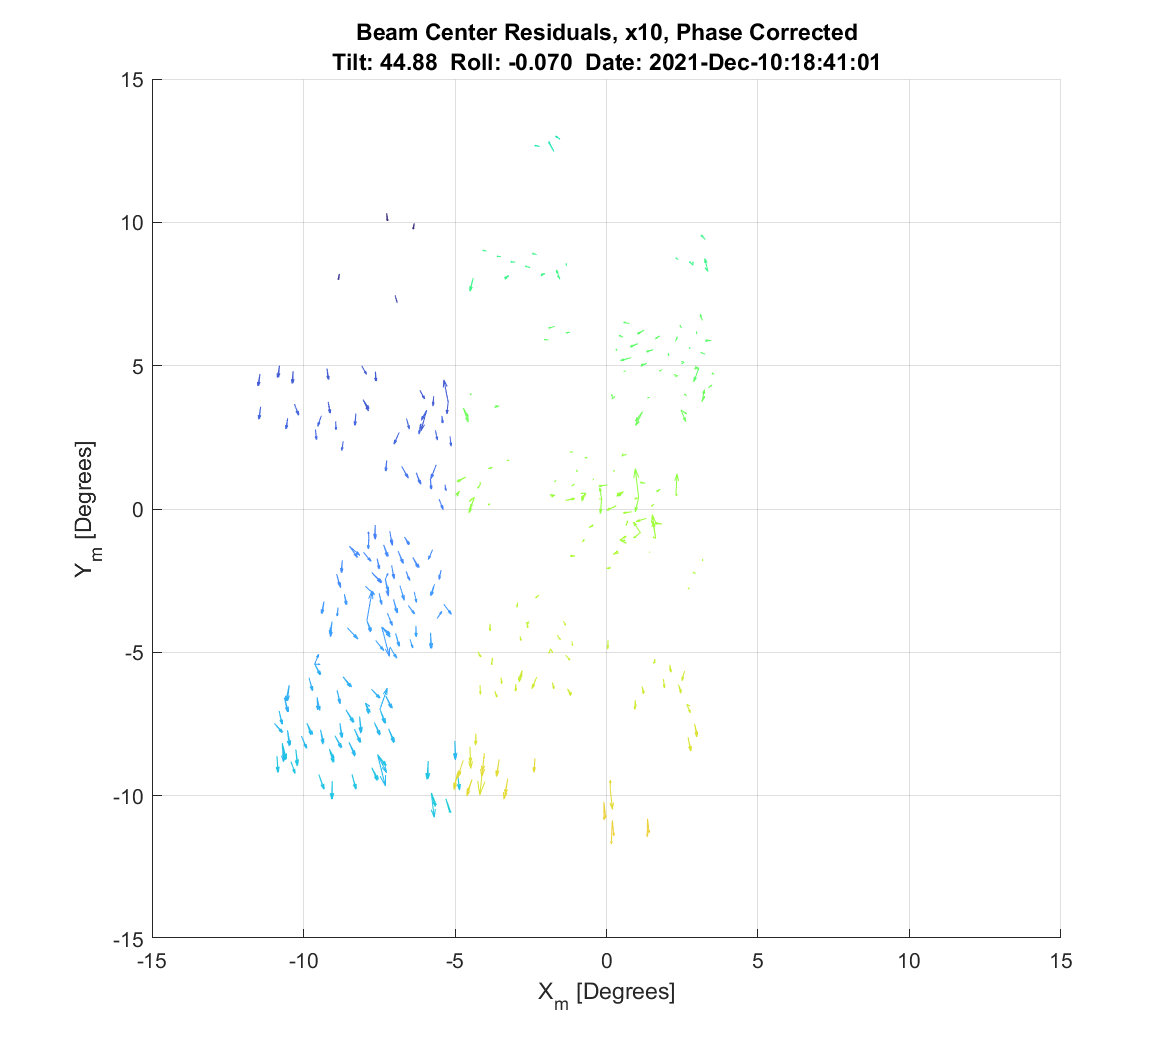 Beam Center Residuals, x10, Phase Corrected
Tilt: 44.88 Roll: -0.070 Date: 2021-Dec-10:18:41:01
15
10
5
0
-5
-10
-15
Y_m [Degrees]
-15 -10 -5 0 5 10 15
X_m [Degrees]